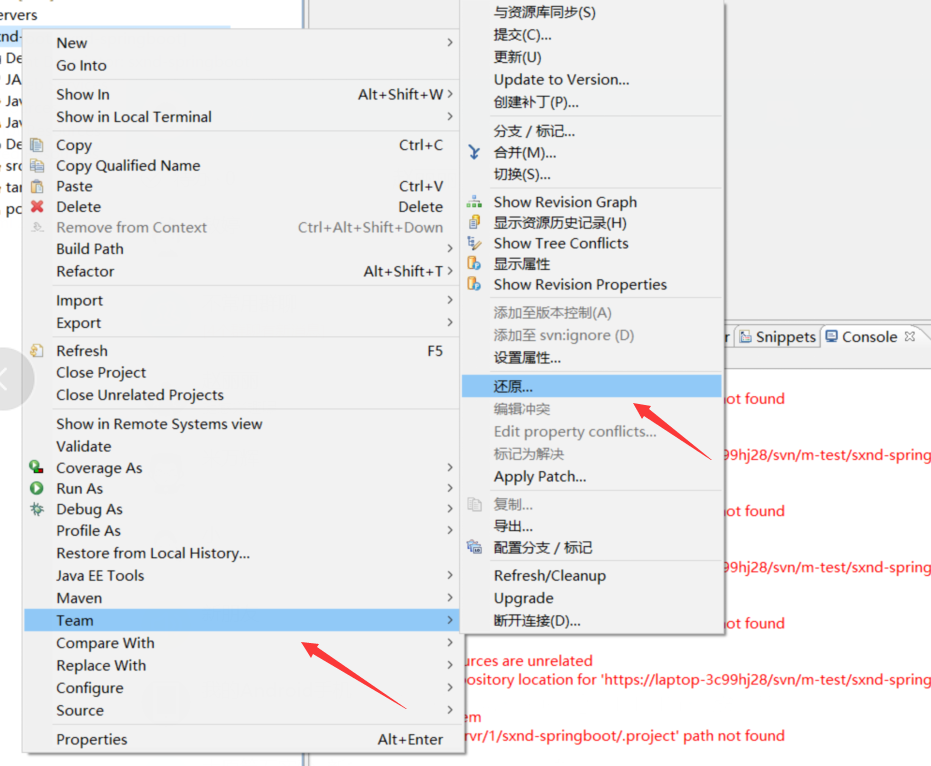 ervers
New
Go Into
Show In Alt+Shift+W
Show in Local Terminal
Copy Ctrl+C
Copy Qualified Name
Paste Ctrl+V
Delete Delete
Remove from Context Ctrl+Alt+Shift+Down
Build Path
Refactor Alt+Shift+T
Import
Export
Refresh F5
Close Project
Close Unrelated Projects
Show in Remote Systems view
Validate
Coverage As
Run As
Debug As
Profile As
Restore from Local History...
Java EE Tools
Maven
Team
Compare With
Replace With
Configure
Source
Properties Alt+Enter
与资源库同步(S)
提交(C)...
更新(U)
Update to Version...
创建补丁(P)...
分支 / 标记...
合并(M)...
切换(S)...
Show Revision Graph
显示资源历史记录(H)
Show Tree Conflicts
显示属性
Show Revision Properties
添加至版本控制(A)
添加至 svn:ignore (D)
设置属性...
还原...
编辑冲突
Edit property conflicts...
标记为解决
Apply Patch...
复制...
导出...
配置分支 / 标记
Refresh/Cleanup
Upgrade
断开连接(D)...
r Snippets Console
ot found
99hj28/svn/m-test/sxnd-spring
ot found
99hj28/svn/m-test/sxnd-spring
ot found
urces are unrelated
pository location for 'https://laptop-3c99hj28/svn/m-test/sxnd-spring
em
rvr/1/sxnd-springboot/.project' path not found